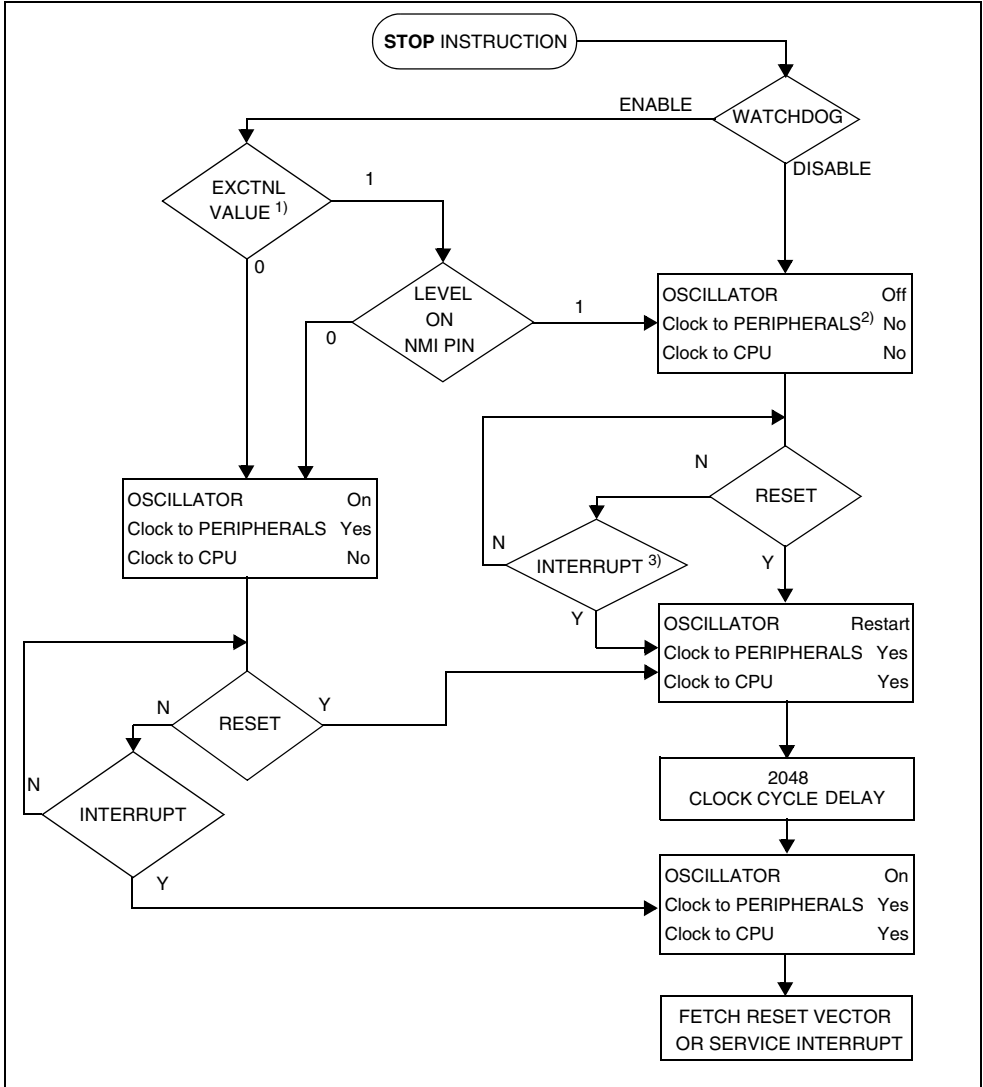 STOP INSTRUCTION
WATCHDOG
ENABLE
DISABLE
EXCTNL
VALUE 1)
1
0
LEVEL
ON
NMI PIN
1
0
OSCILLATOR Off
Clock to PERIPHERALS2) No
Clock to CPU No
OSCILLATOR On
Clock to PERIPHERALS Yes
Clock to CPU No
RESET
N
Y
INTERRUPT 3)
N
Y
OSCILLATOR Restart
Clock to PERIPHERALS Yes
Clock to CPU Yes
RESET
N
Y
INTERRUPT
N
Y
2048
CLOCK CYCLE DELAY
OSCILLATOR On
Clock to PERIPHERALS Yes
Clock to CPU Yes
FETCH RESET VECTOR
OR SERVICE INTERRUPT